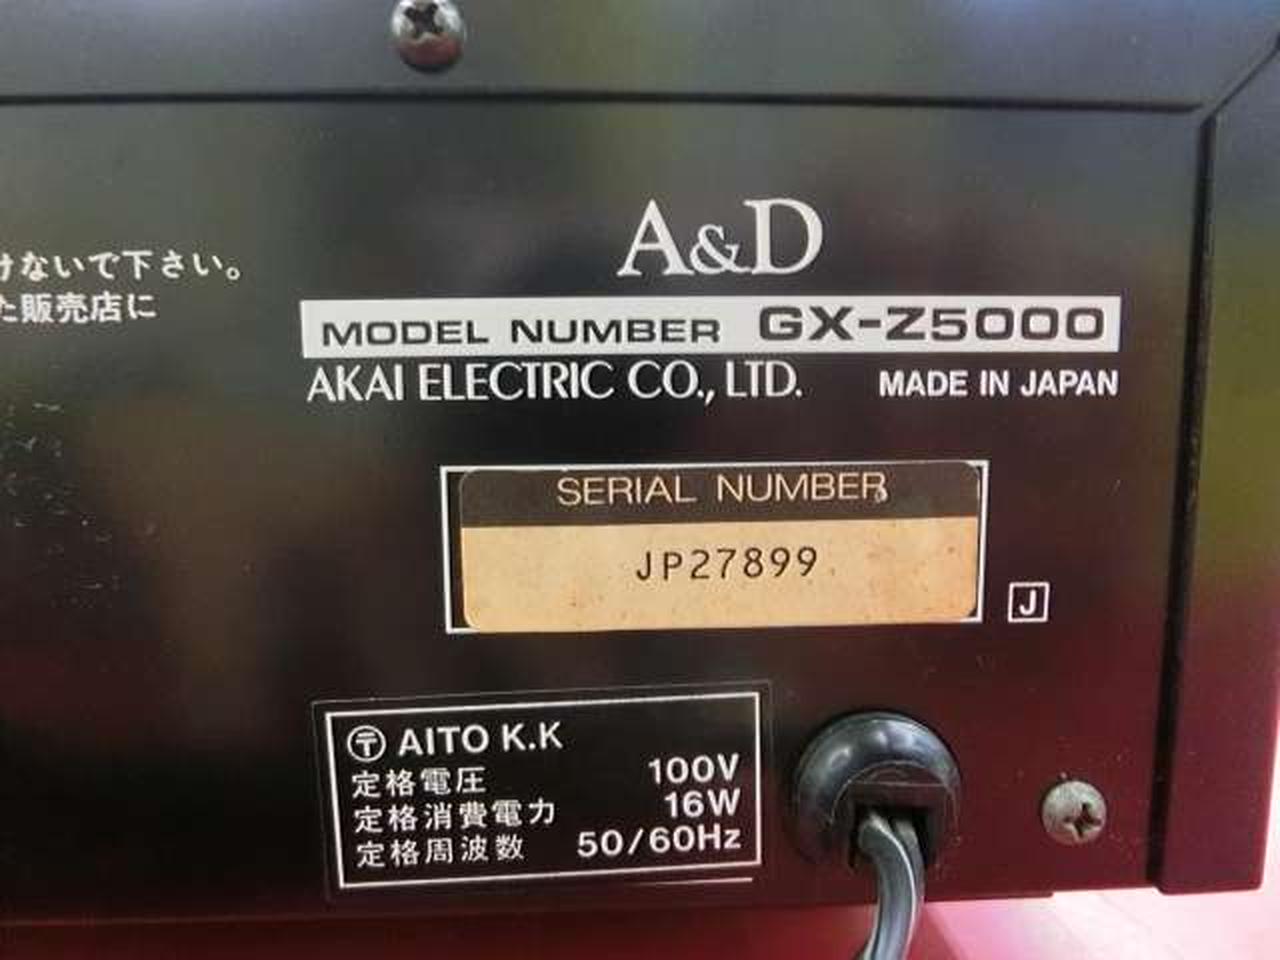 けないで下さい。
た販売店に
A&D
MODEL NUMBER GX-Z5000
AKAI ELECTRIC CO., LTD. MADE IN JAPAN
SERIAL NUMBER
JP27899
J
〒 AITO K.K
定格電圧 100V
定格消費電力 16W
定格周波数 50/60Hz